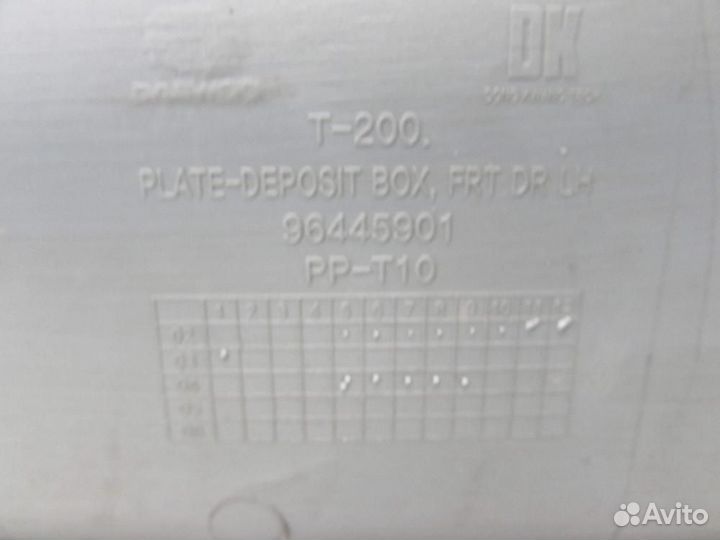 DAEWOO
DK
T-200.
PLATE-DEPOSIT BOX, FRT DR LH
96445901
PP-T10
1 2 3 4 5 6 7 8 9 10 11 12
Avito